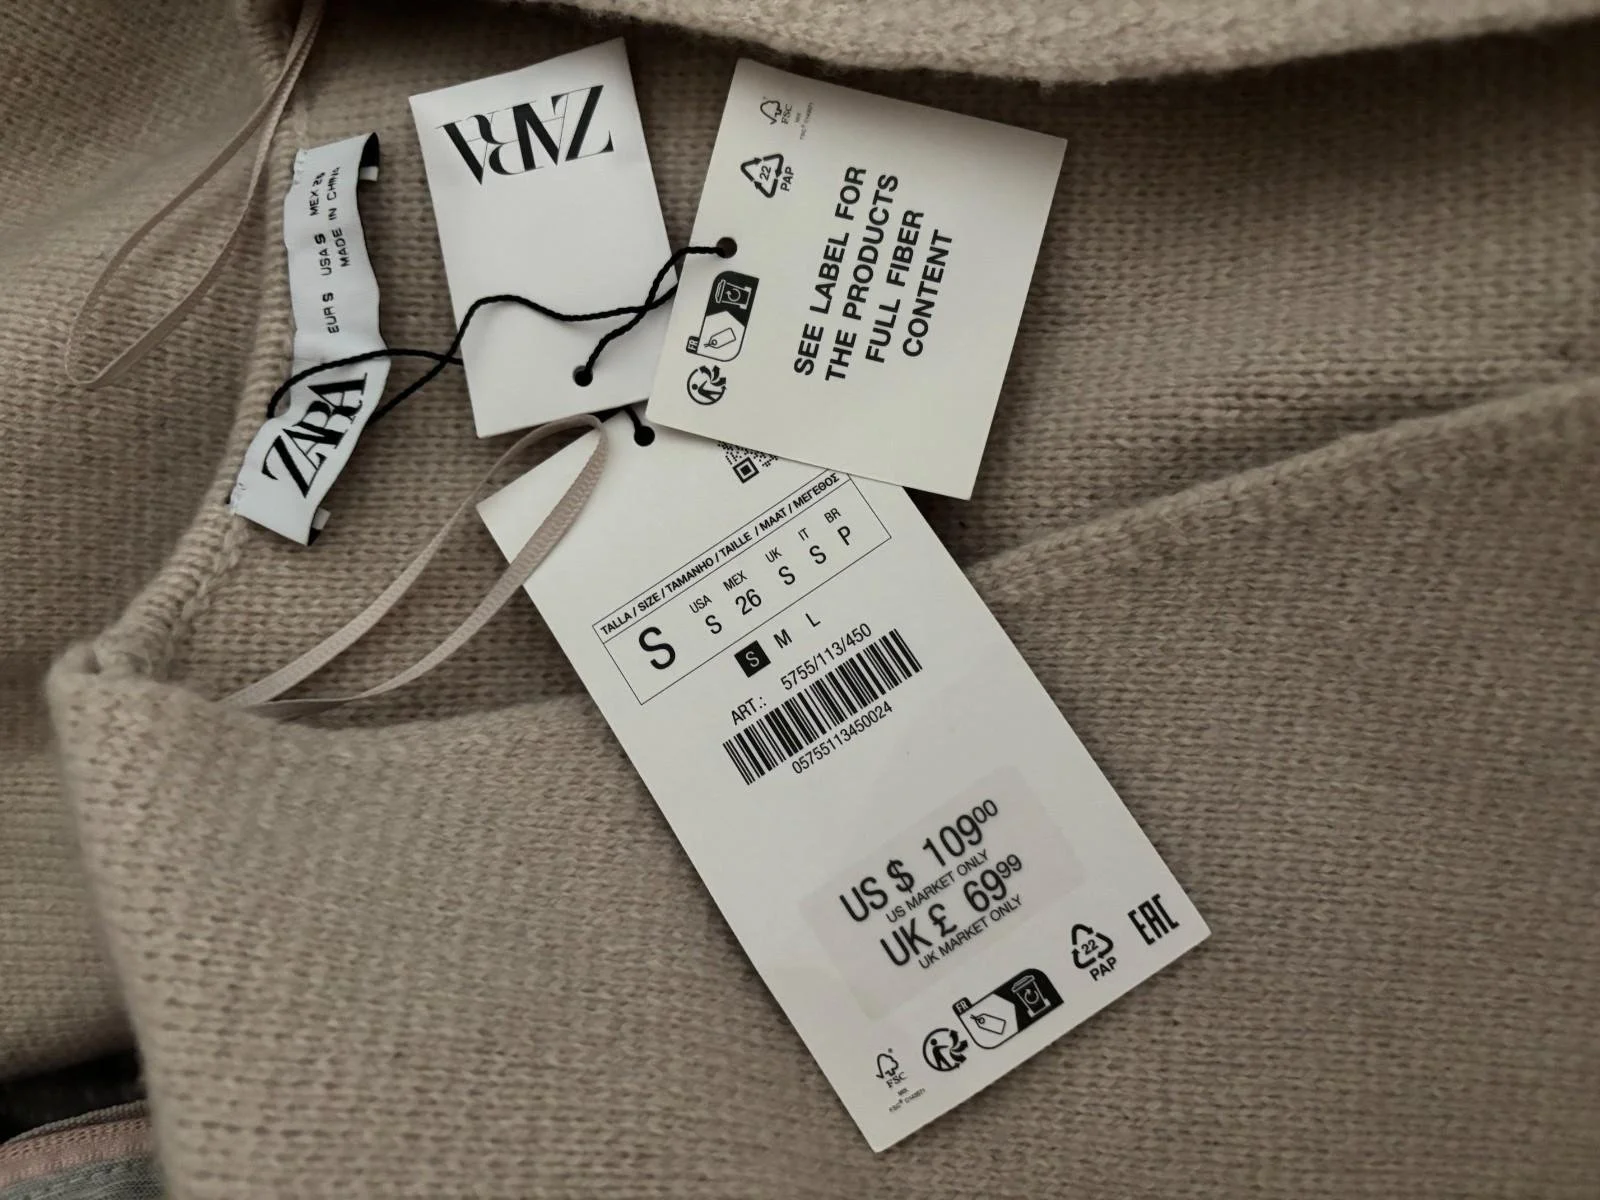 ZARA
EUR S USA S MEX 26
MADE IN CHINA
ZARA
FSC
22
PAP
SEE LABEL FOR
THE PRODUCTS
FULL FIBER
CONTENT
FR
TALLA / SIZE / TAMANHO / TAILLE / MAAT / ΜΕΓΕΘΟΣ
USA MEX UK IT BR
S S 26 S S P
S M L
ART.: 5755/113/450
05755113450024
US $ 109.00
US MARKET ONLY
UK £ 69.99
UK MARKET ONLY
FSC
FR
22
PAP
EAC